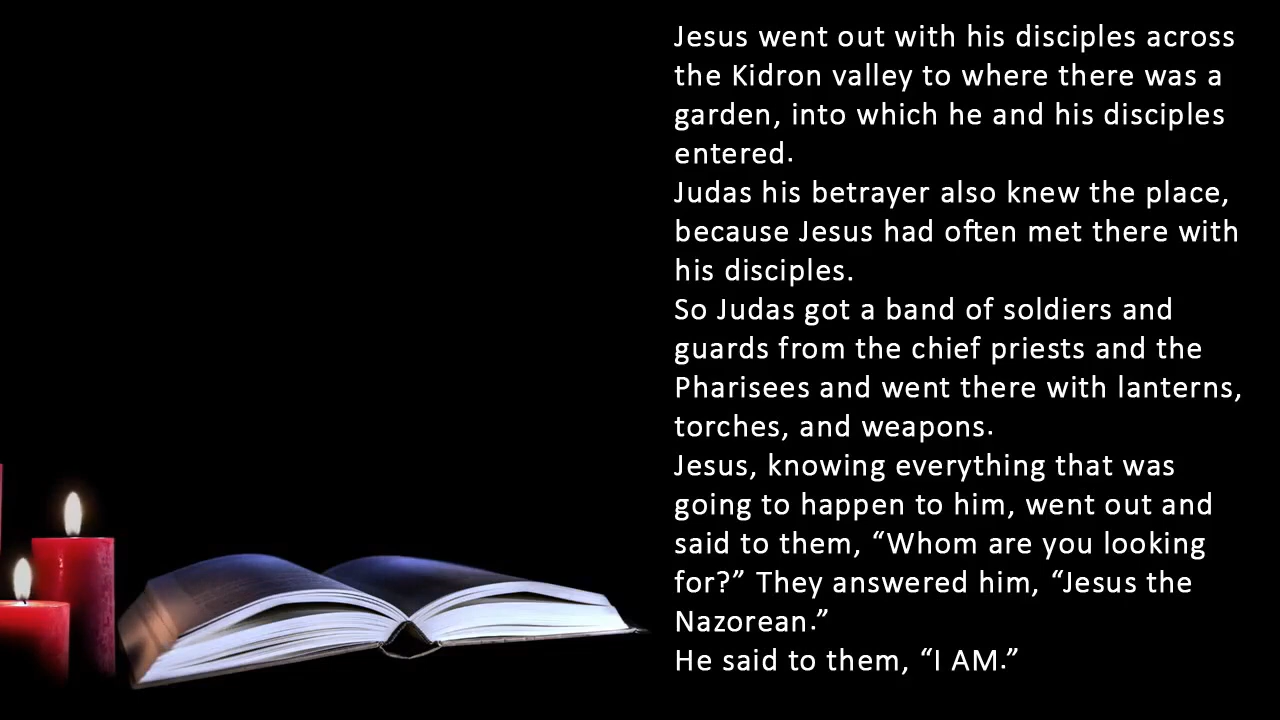 Jesus went out with his disciples across
the Kidron valley to where there was a
garden, into which he and his disciples
entered.
Judas his betrayer also knew the place,
because Jesus had often met there with
his disciples.
So Judas got a band of soldiers and
guards from the chief priests and the
Pharisees and went there with lanterns,
torches, and weapons.
Jesus, knowing everything that was
going to happen to him, went out and
said to them, “Whom are you looking
for?” They answered him, “Jesus the
Nazorean.”
He said to them, “I AM.”